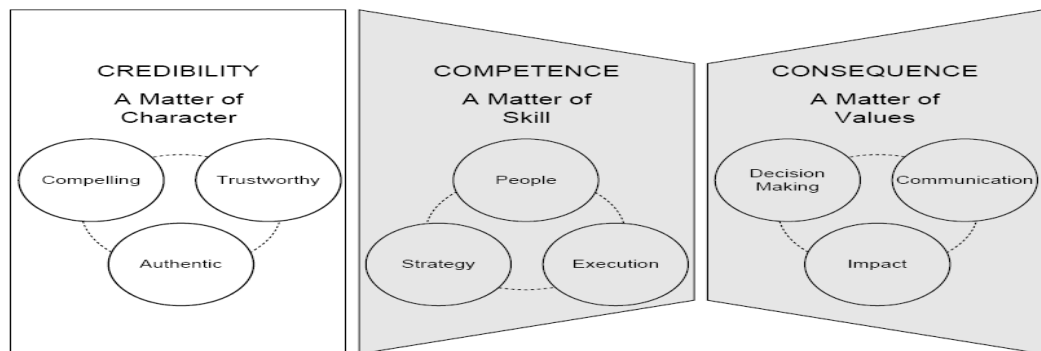 CREDIBILITY
A Matter of
Character
Compelling
Trustworthy
Authentic
COMPETENCE
A Matter of
Skill
People
Strategy
Execution
CONSEQUENCE
A Matter of
Values
Decision
Making
Communication
Impact